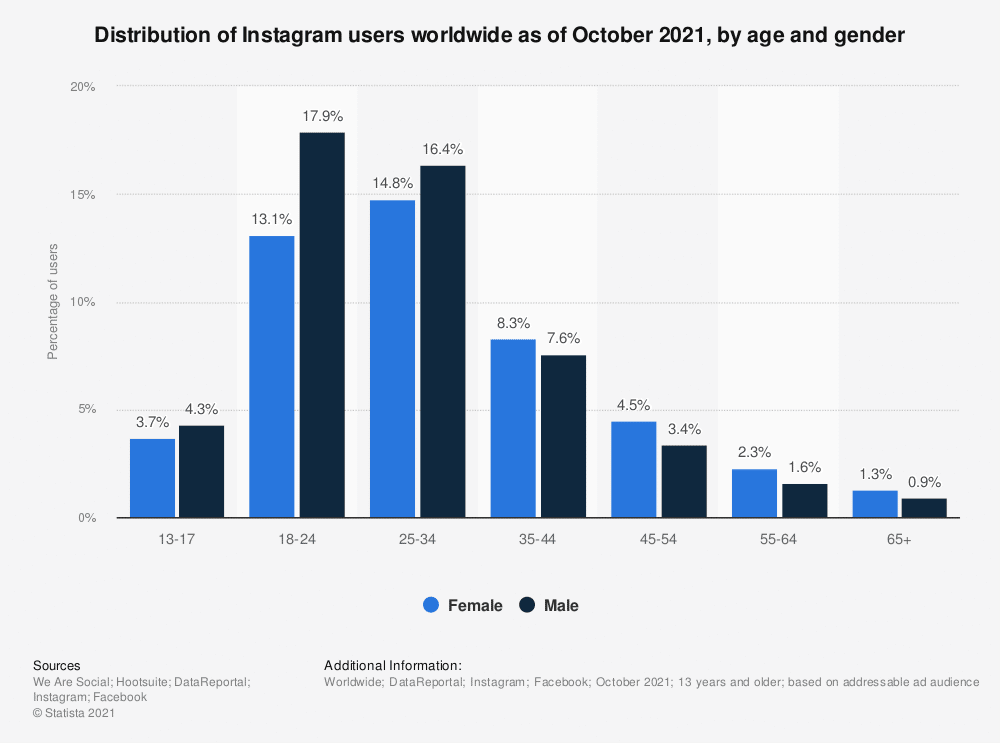 Distribution of Instagram users worldwide as of October 2021, by age and gender
Percentage of users
20%
15%
10%
5%
0%
3.7%
4.3%
13.1%
17.9%
14.8%
16.4%
8.3%
7.6%
4.5%
3.4%
2.3%
1.6%
1.3%
0.9%
13-17
18-24
25-34
35-44
45-54
55-64
65+
Female
Male
Sources
We Are Social; Hootsuite; DataReportal;
Instagram; Facebook
© Statista 2021
Additional Information:
Worldwide; DataReportal; Instagram; Facebook; October 2021; 13 years and older; based on addressable ad audience